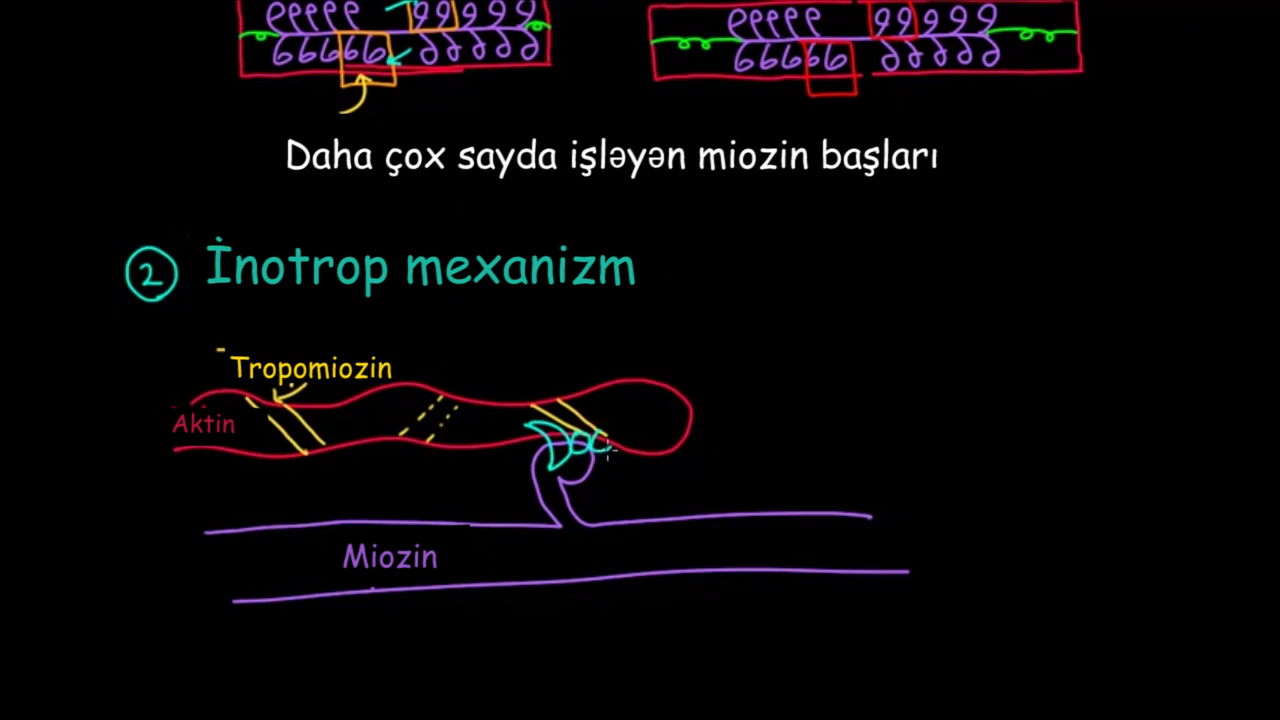 Daha çox sayda işləyən miozin başları
2 İnotrop mexanizm
Tropomiozin
Aktin
Miozin